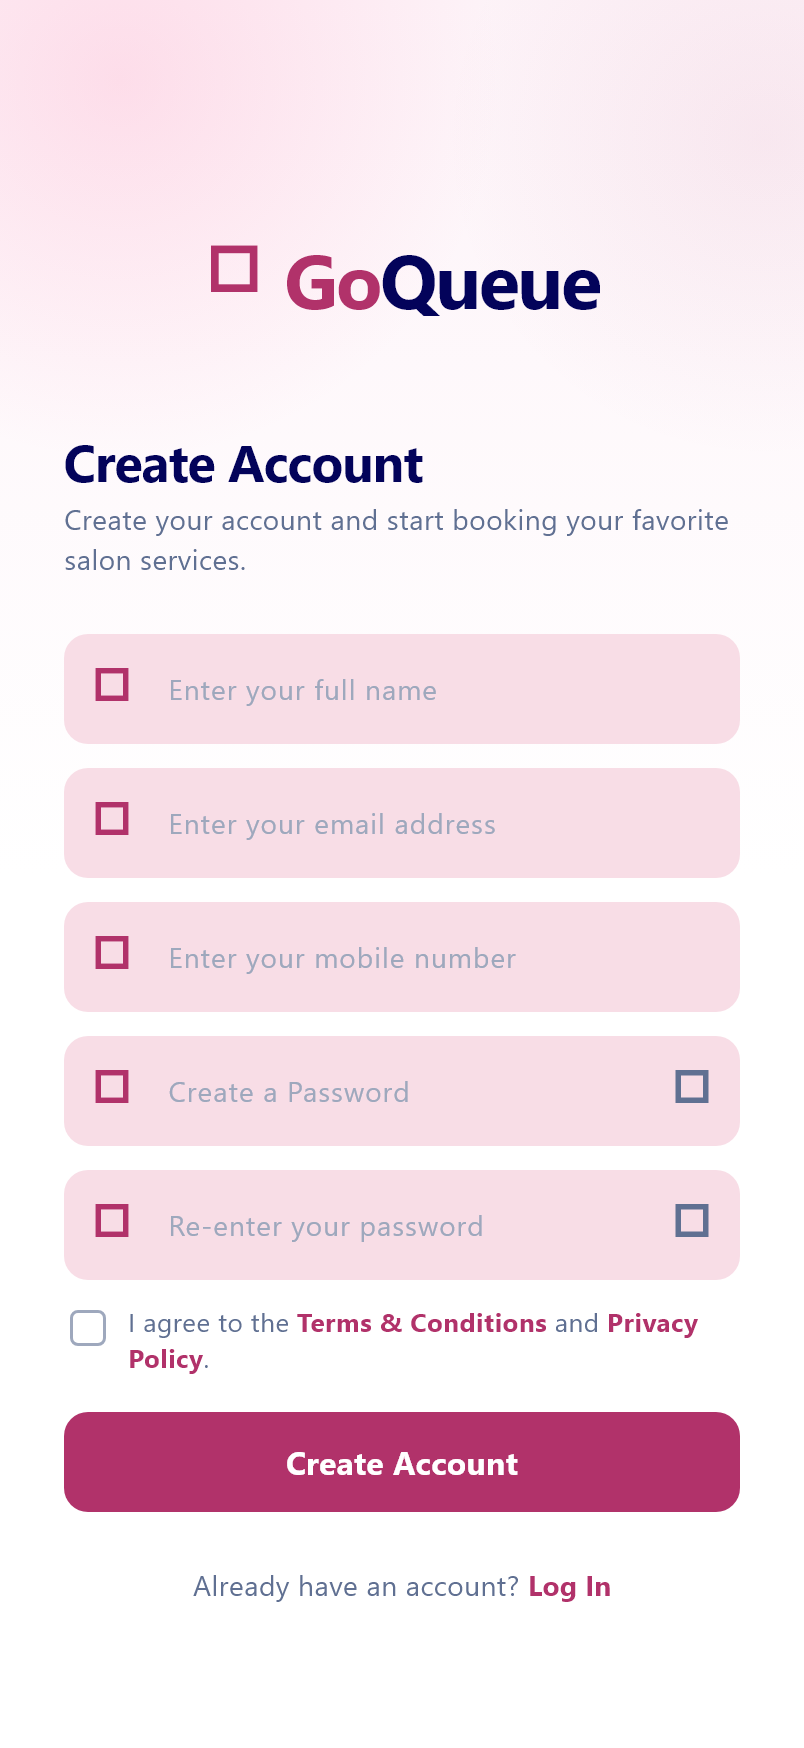 GoQueue
Create Account
Create your account and start booking your favorite
salon services.
Enter your full name
Enter your email address
Enter your mobile number
Create a Password
Re-enter your password
I agree to the Terms & Conditions and Privacy
Policy.
Create Account
Already have an account? Log In